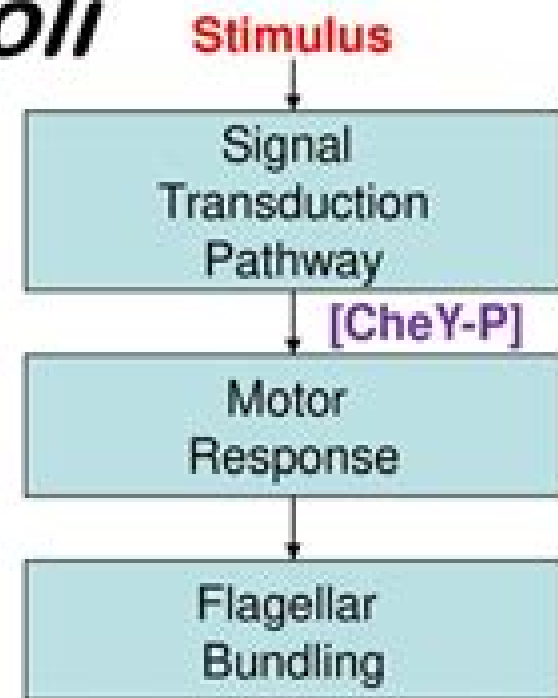 oli
Stimulus
Signal
Transduction
Pathway
[CheY-P]
Motor
Response
Flagellar
Bundling